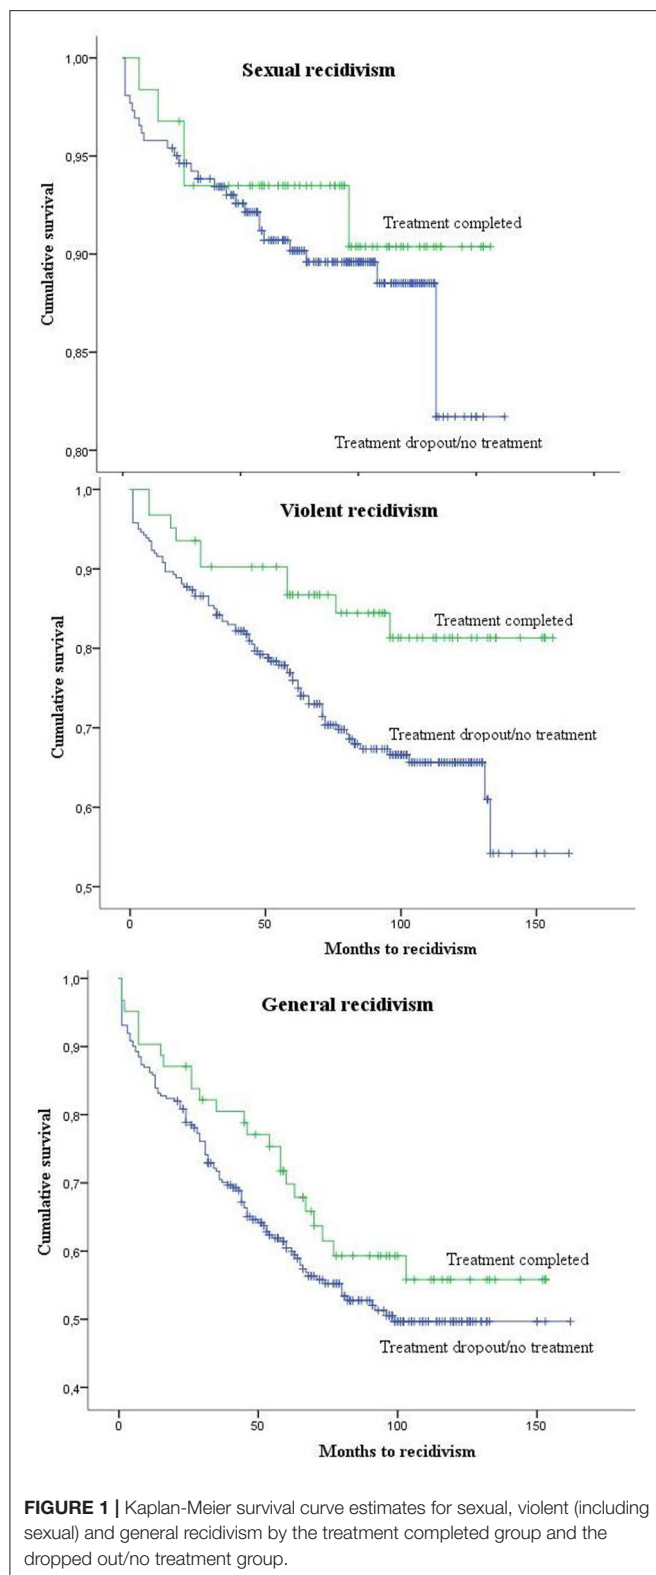 Sexual recidivism
1,00
0,95
0,90
0,85
0,80
Cumulative survival
Treatment completed
Treatment dropout/no treatment
Violent recidivism
1,0
0,9
0,8
0,7
0,6
0,5
Cumulative survival
Treatment completed
Treatment dropout/no treatment
0 50 100 150
Months to recidivism
General recidivism
1,0
0,9
0,8
0,7
0,6
0,5
0,4
Cumulative survival
Treatment completed
Treatment dropout/no treatment
0 50 100 150
Months to recidivism
FIGURE 1 | Kaplan-Meier survival curve estimates for sexual, violent (including
sexual) and general recidivism by the treatment completed group and the
dropped out/no treatment group.